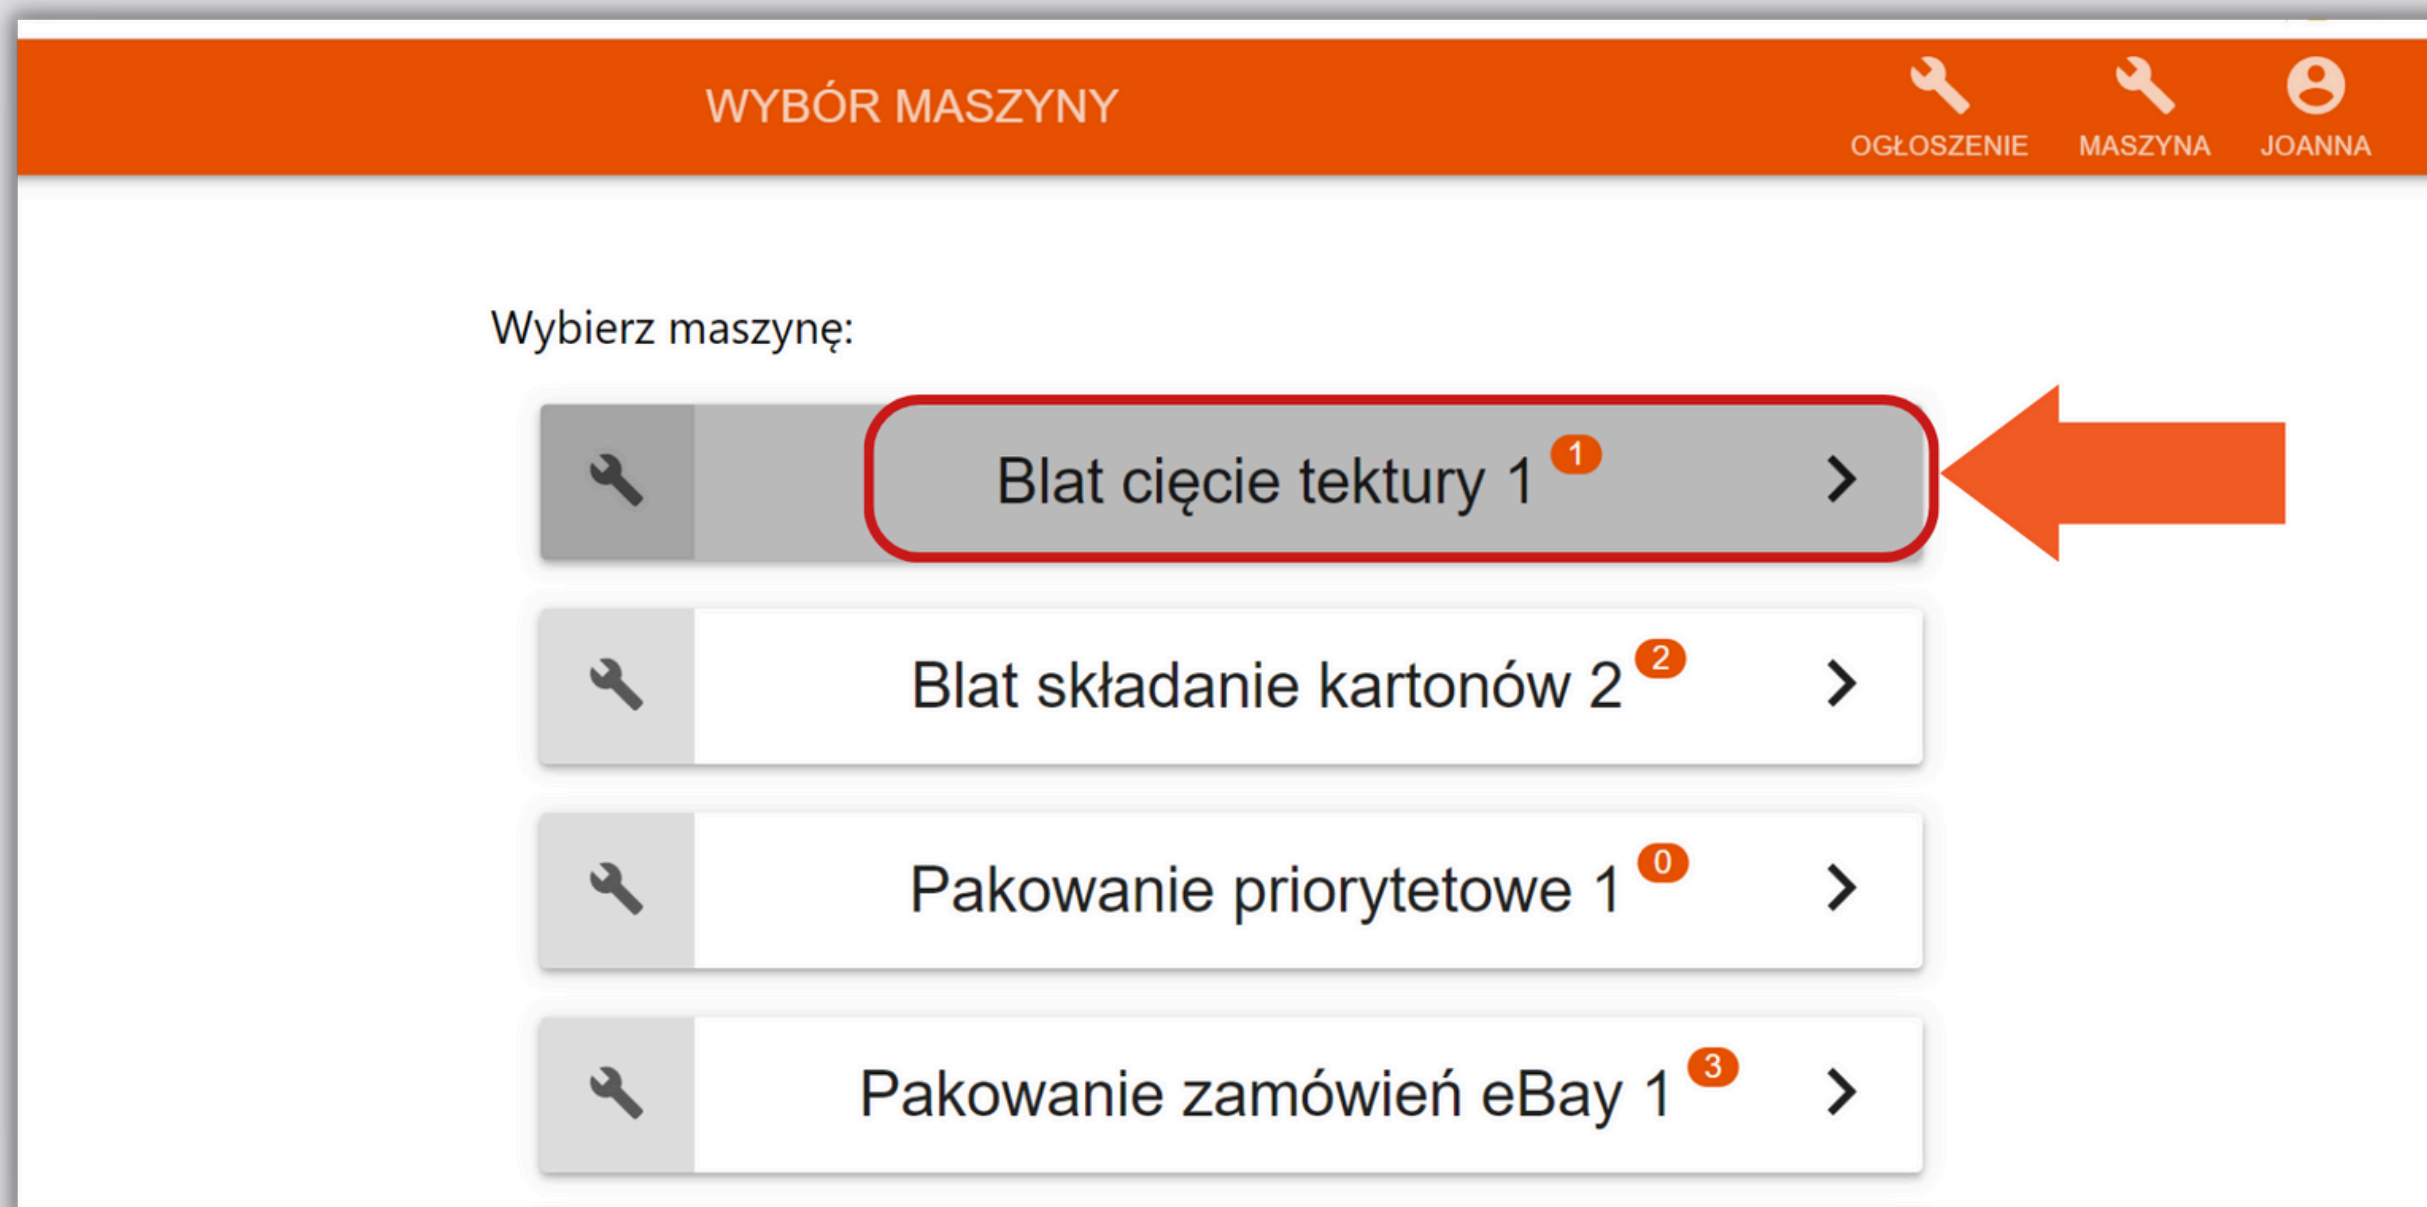 WYBÓR MASZYNY
OGŁOSZENIE MASZYNA JOANNA
Wybierz maszynę:
Blat cięcie tektury 1 1
Blat składanie kartonów 2 2
Pakowanie priorytetowe 1 0
Pakowanie zamówień eBay 1 3